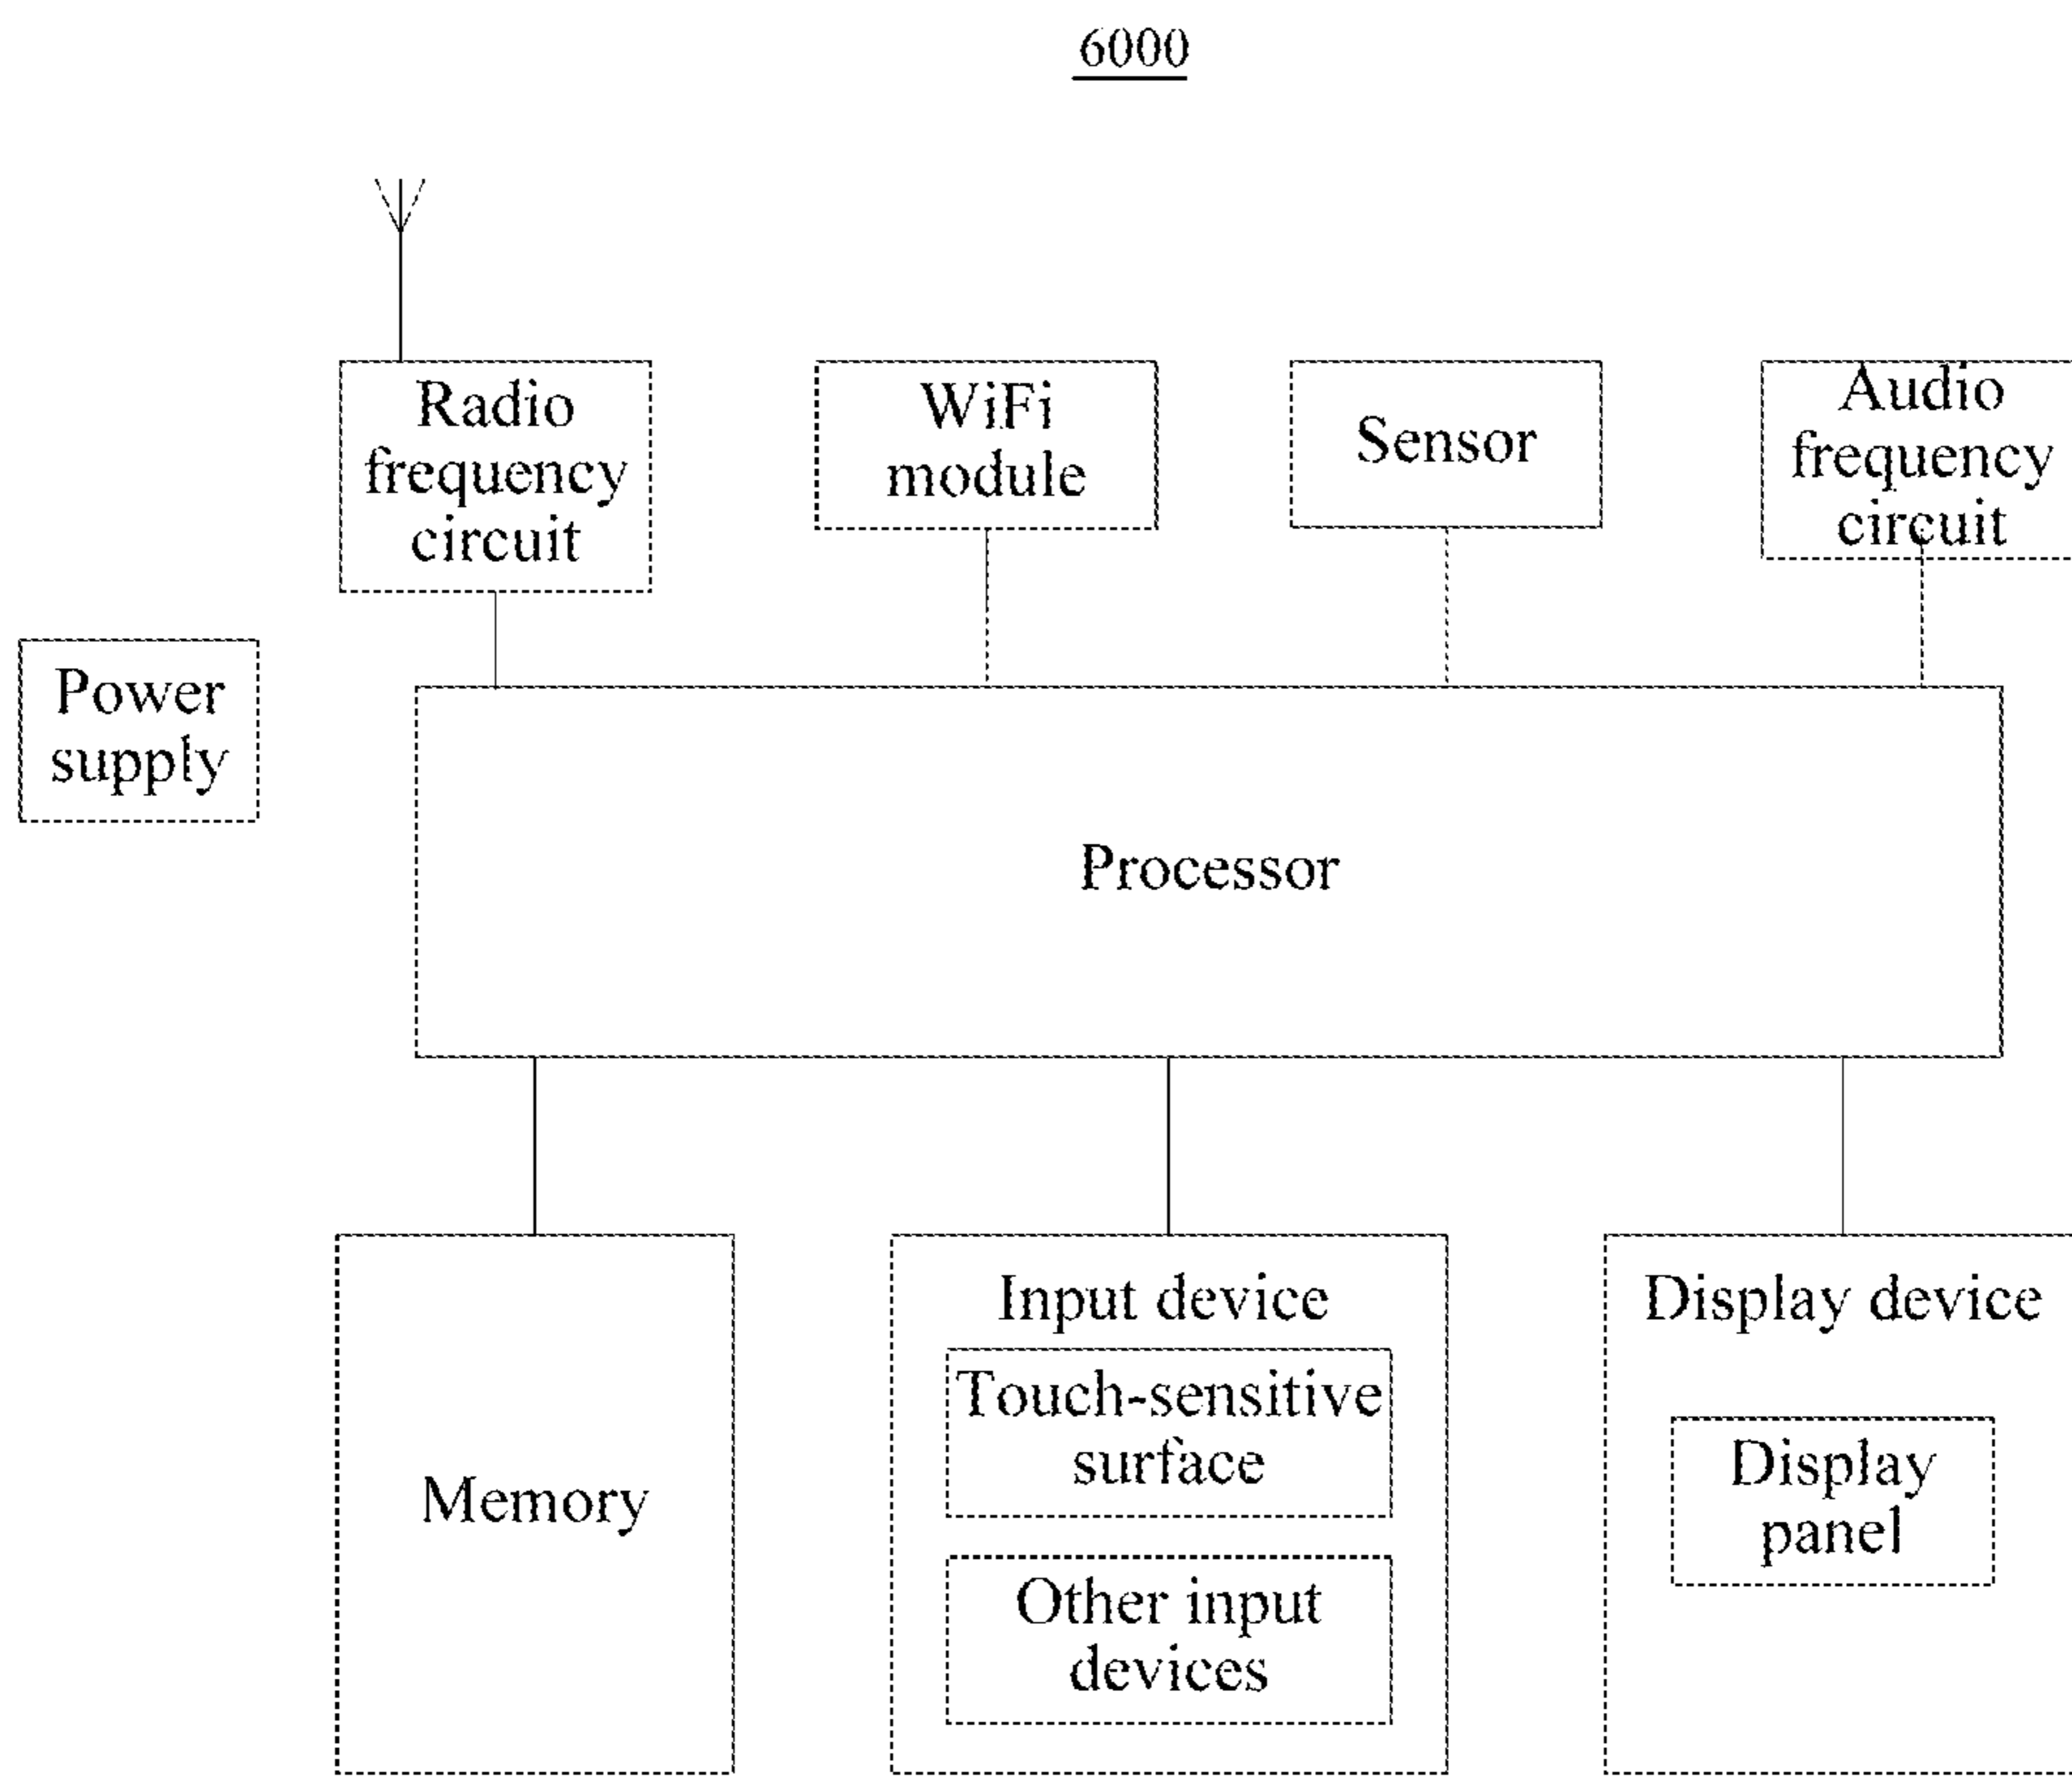 6000
Radio
frequency
circuit
WiFi
module
Sensor
Audio
frequency
circuit
Power
supply
Processor
Memory
Input device
Touch-sensitive
surface
Other input
devices
Display device
Display
panel